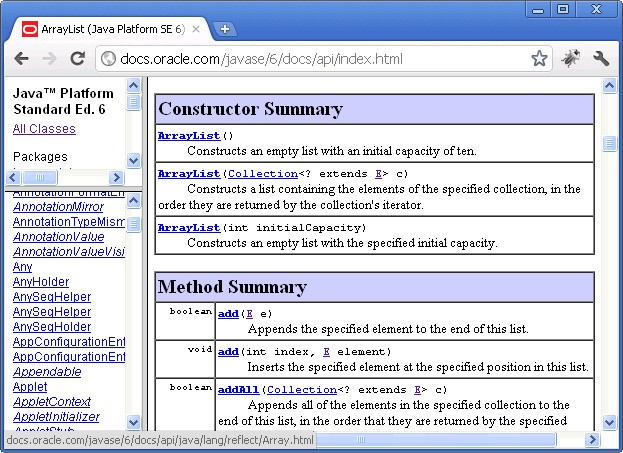 ArrayList (Java Platform SE 6)
docs.oracle.com/javase/6/docs/api/index.html
Java™ Platform
Standard Ed. 6
All Classes
Packages
AnnotationFormatErr
AnnotationMirror
AnnotationTypeMism
AnnotationValue
AnnotationValueVisi
Any
AnyHolder
AnySeqHelper
AnySeqHelper
AnySeqHolder
AppConfigurationEnt
AppConfigurationEnt
Appendable
Applet
AppletContext
AppletInitializer
AppletStub
Constructor Summary
ArrayList()
Constructs an empty list with an initial capacity of ten.
ArrayList(Collection<? extends E> c)
Constructs a list containing the elements of the specified collection, in the
order they are returned by the collection's iterator.
ArrayList(int initialCapacity)
Constructs an empty list with the specified initial capacity.
Method Summary
boolean add(E e)
Appends the specified element to the end of this list.
void add(int index, E element)
Inserts the specified element at the specified position in this list.
boolean addAll(Collection<? extends E> c)
Appends all of the elements in the specified collection to the
end of this list, in the order that they are returned by the specified
docs.oracle.com/javase/6/docs/api/java/lang/reflect/Array.html